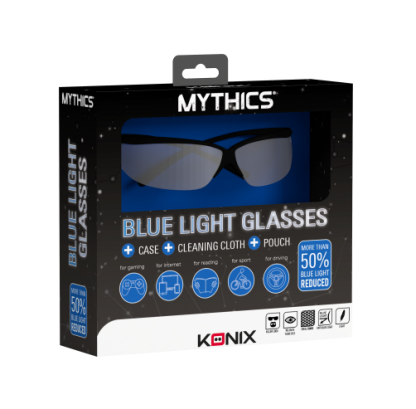 MYTHICS
MYTHICS
BLUE LIGHT
GLASSES
BLUE LIGHT GLASSES
+ CASE + CLEANING CLOTH + POUCH
for gaming
for internet
for reading
for sport
for driving
MORE THAN
50%
BLUE LIGHT
REDUCED
MORE THAN
50%
BLUE LIGHT
REDUCED
KONIX